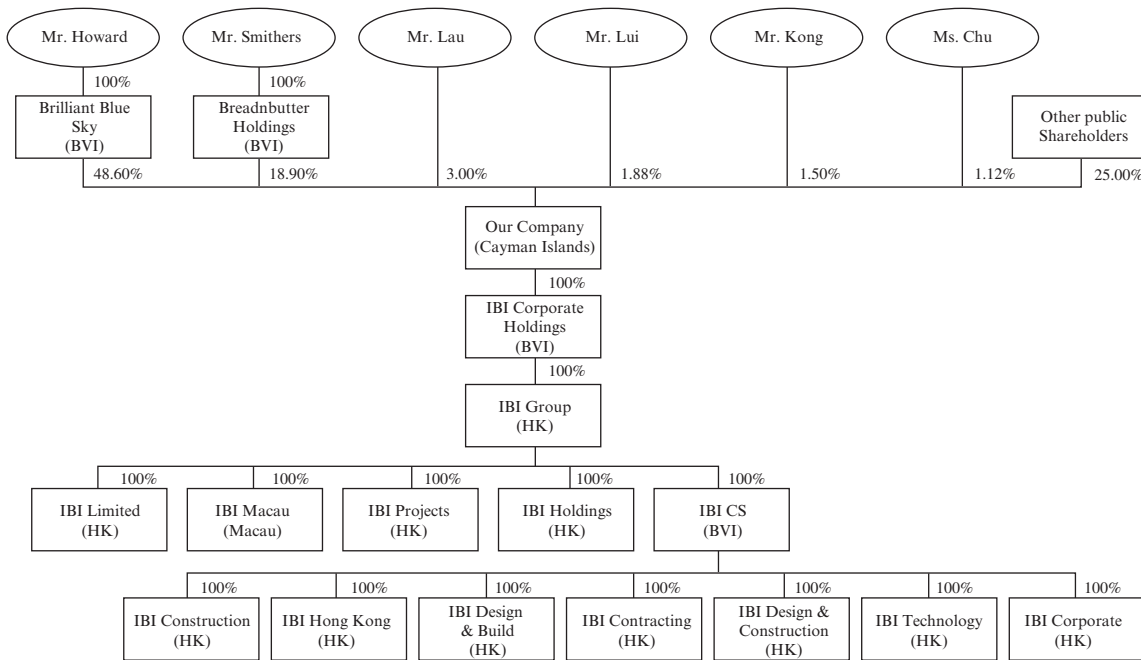 Mr. Howard
Mr. Smithers
Mr. Lau
Mr. Lui
Mr. Kong
Ms. Chu
100%
100%
Brilliant Blue
Sky
(BVI)
Breadnbutter
Holdings
(BVI)
Other public
Shareholders
48.60%
18.90%
3.00%
1.88%
1.50%
1.12%
25.00%
Our Company
(Cayman Islands)
100%
IBI Corporate
Holdings
(BVI)
100%
IBI Group
(HK)
100%
100%
100%
100%
100%
IBI Limited
(HK)
IBI Macau
(Macau)
IBI Projects
(HK)
IBI Holdings
(HK)
IBI CS
(BVI)
100%
100%
100%
100%
100%
100%
100%
IBI Construction
(HK)
IBI Hong Kong
(HK)
IBI Design
& Build
(HK)
IBI Contracting
(HK)
IBI Design &
Construction
(HK)
IBI Technology
(HK)
IBI Corporate
(HK)